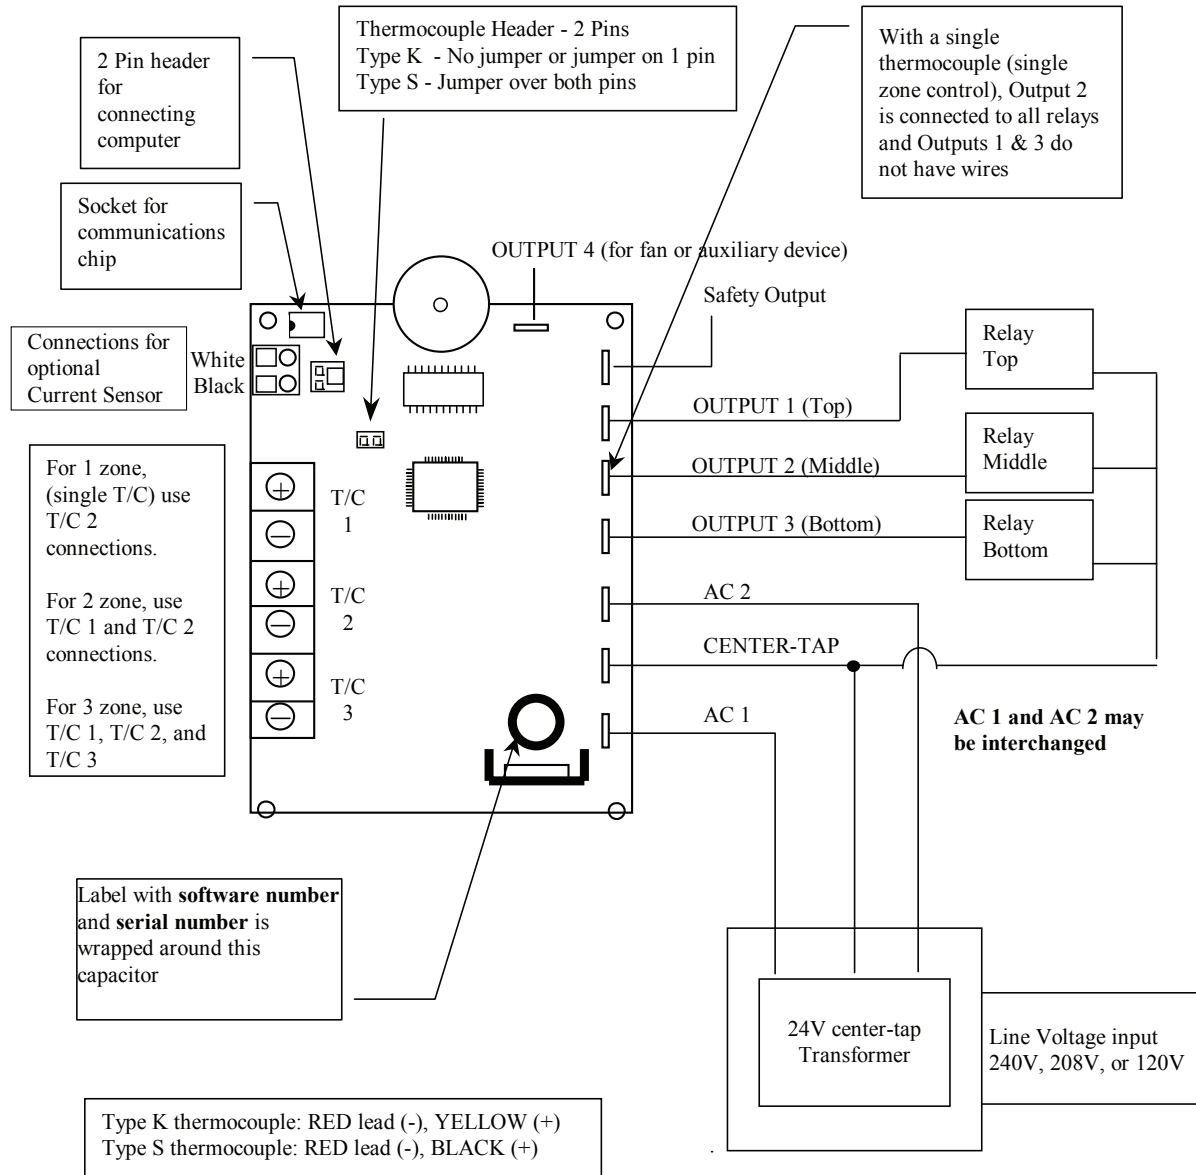 Thermocouple Header - 2 Pins
Type K - No jumper or jumper on 1 pin
Type S - Jumper over both pins
2 Pin header
for
connecting
computer
With a single
thermocouple (single
zone control), Output 2
is connected to all relays
and Outputs 1 & 3 do
not have wires
Socket for
communications
chip
OUTPUT 4 (for fan or auxiliary device)
Safety Output
Connections for
optional
Current Sensor
White
Black
Relay
Top
OUTPUT 1 (Top)
Relay
Middle
OUTPUT 2 (Middle)
Relay
Bottom
OUTPUT 3 (Bottom)
For 1 zone,
(single T/C) use
T/C 2
connections.
For 2 zone, use
T/C 1 and T/C 2
connections.
For 3 zone, use
T/C 1, T/C 2, and
T/C 3
+
−
+
−
+
−
T/C
1
T/C
2
T/C
3
AC 2
CENTER-TAP
AC 1
AC 1 and AC 2 may
be interchanged
Label with software number
and serial number is
wrapped around this
capacitor
24V center-tap
Transformer
Line Voltage input
240V, 208V, or 120V
Type K thermocouple: RED lead (-), YELLOW (+)
Type S thermocouple: RED lead (-), BLACK (+)